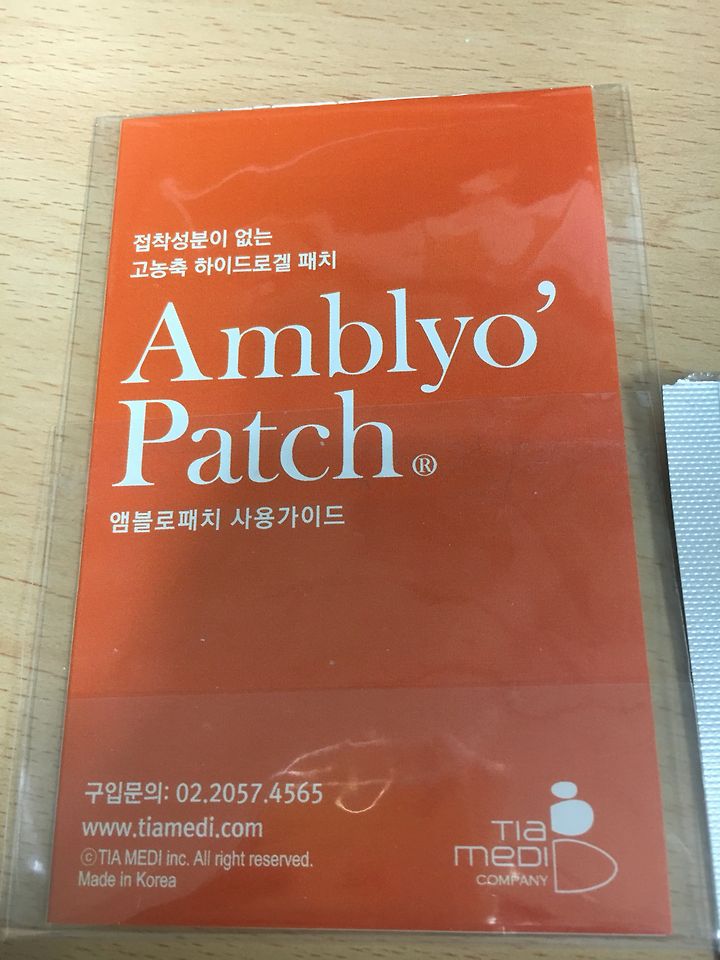 접착성분이 없는
고농축 하이드로겔 패치
Amblyo'
Patch®
앰블로패치 사용가이드
구입문의: 02.2057.4565
www.tiamedi.com
ⓒTIA MEDI inc. All right reserved.
Made in Korea
TIA
MEDI
COMPANY